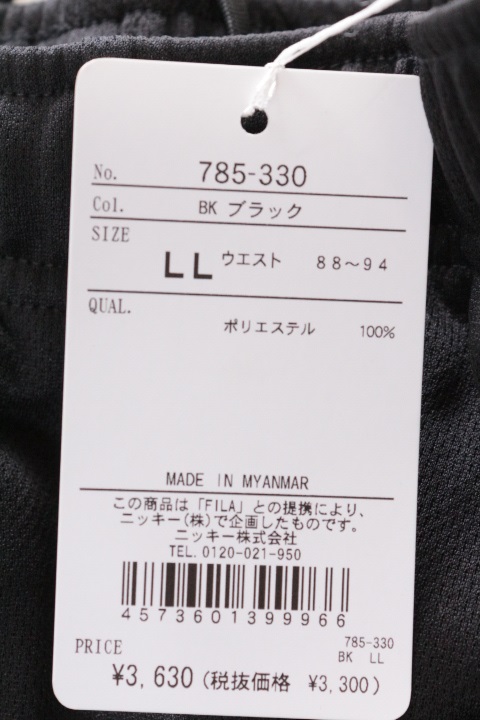 No. 785-330
Col. BK ブラック
SIZE
LL ウエスト 88～94
QUAL.
ポリエステル 100%
MADE IN MYANMAR
この商品は「FILA」との提携により、
ニッキー(株)で企画したものです。
ニッキー株式会社
TEL. 0120-021-950
4573601399966
785-330
PRICE BK LL
¥3,630 (税抜価格 ¥3,300)